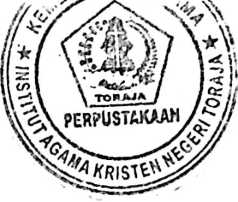 TORAJA
PERPUSTAKAAN
INSTITUT AGAMA KRISTEN NEGERI TORAJA